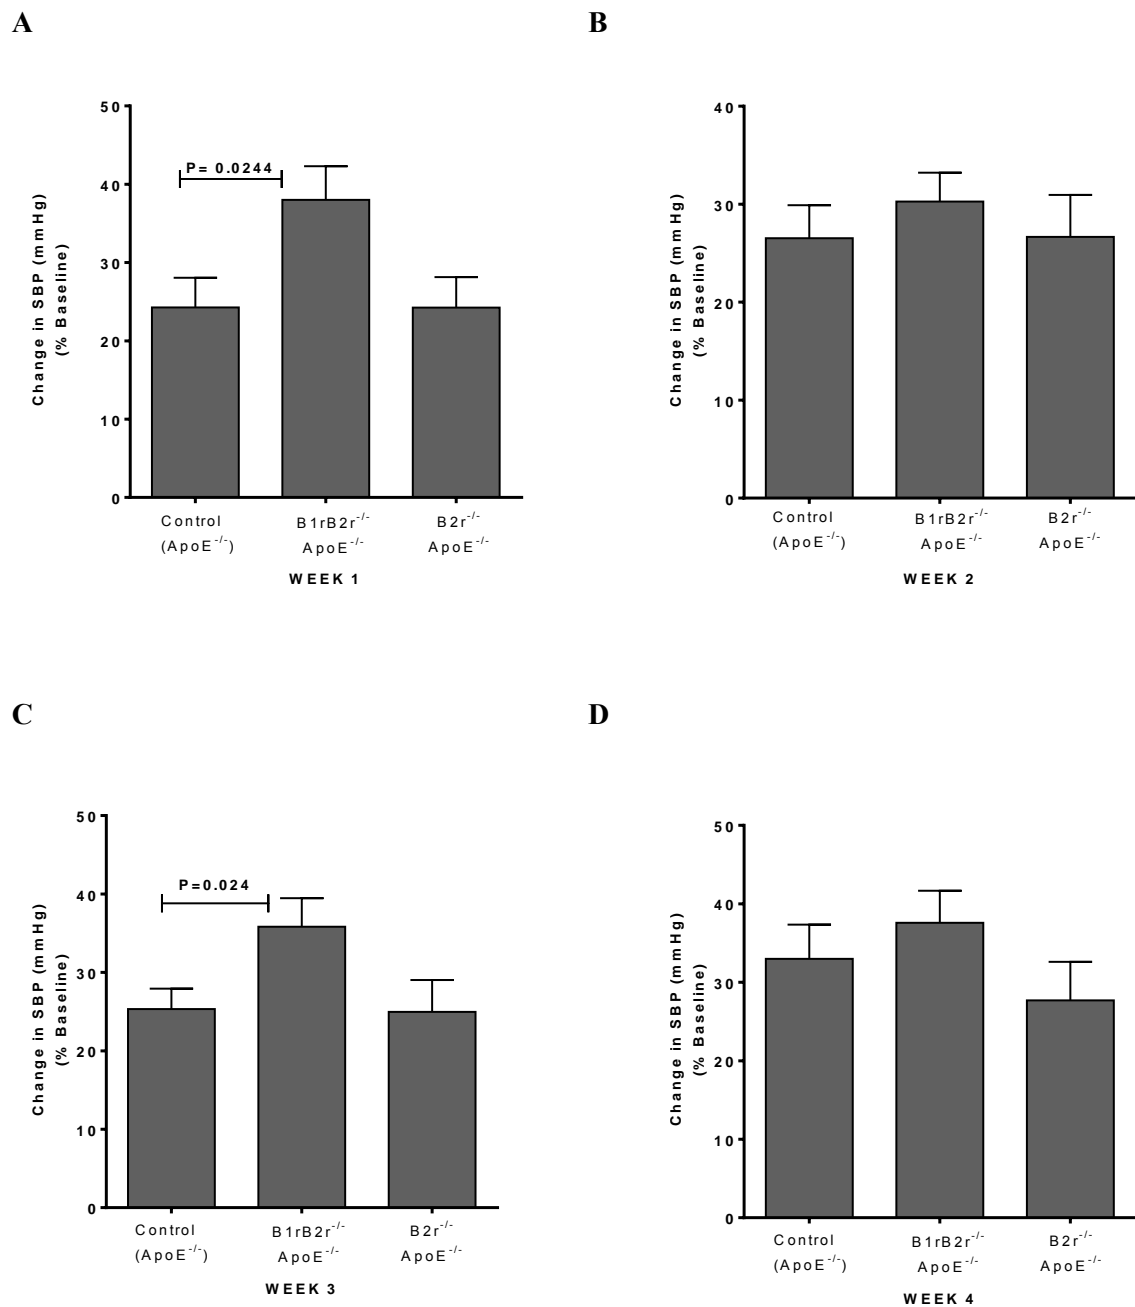 A
Change in SBP (mmHg)
(% Baseline)
50
40
30
20
10
0
P= 0.0244
Control
(ApoE-/-)
B1rB2r-/-
ApoE-/-
B2r-/-
ApoE-/-
WEEK 1
B
Change in SBP (mmHg)
(% Baseline)
40
30
20
10
0
Control
(ApoE-/-)
B1rB2r-/-
ApoE-/-
B2r-/-
ApoE-/-
WEEK 2
C
Change in SBP (mmHg)
(% Baseline)
50
40
30
20
10
0
P=0.024
Control
(ApoE-/-)
B1rB2r-/-
ApoE-/-
B2r-/-
ApoE-/-
WEEK 3
D
Change in SBP (mmHg)
(% Baseline)
50
40
30
20
10
0
Control
(ApoE-/-)
B1rB2r-/-
ApoE-/-
B2r-/-
ApoE-/-
WEEK 4